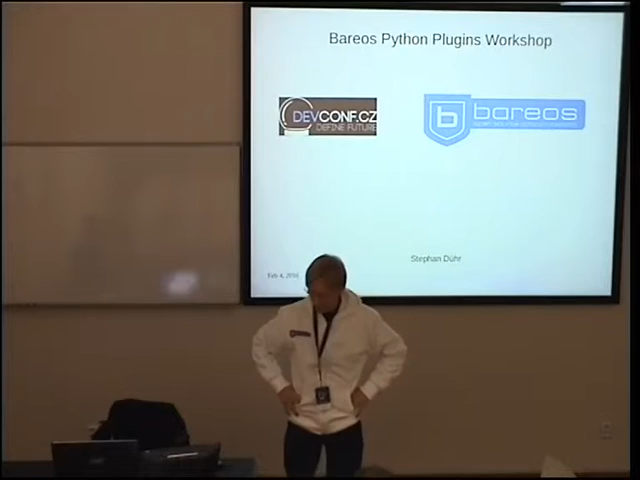 Bareos Python Plugins Workshop
DEVCONF.CZ
DEFINE FUTURE
bareos
Stephan Dühr
Feb 4, 2016